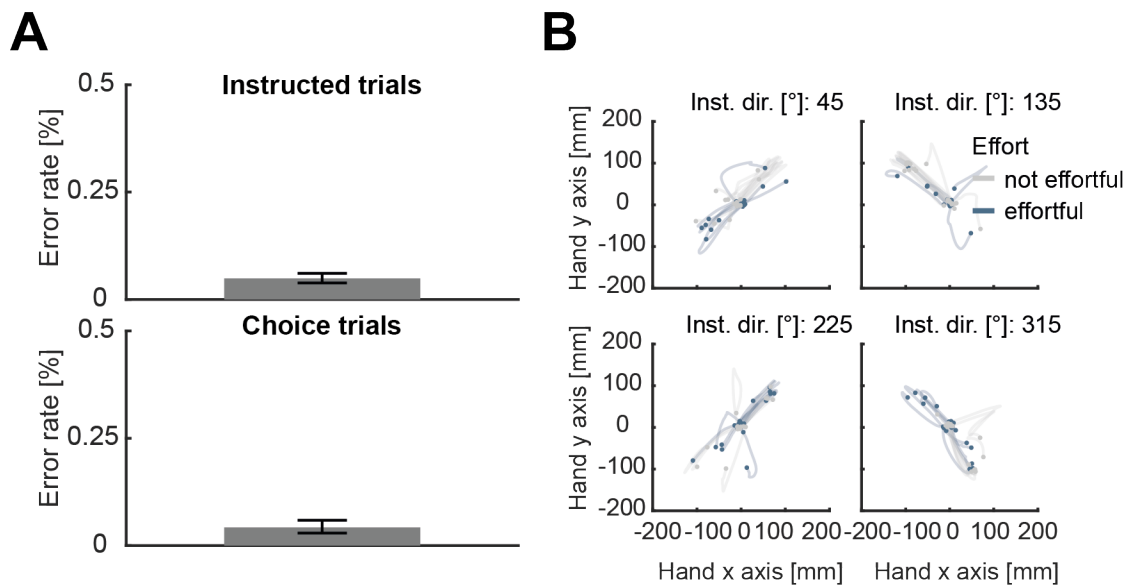 A
B
Instructed trials
Error rate [%]
0.5
0.25
0
Choice trials
Error rate [%]
0.5
0.25
0
Inst. dir. [°]: 45
Inst. dir. [°]: 135
Hand y axis [mm]
200
100
0
-100
-200
Effort
not effortful
effortful
Inst. dir. [°]: 225
Inst. dir. [°]: 315
Hand y axis [mm]
200
100
0
-100
-200
-200 -100 0 100 200
-200 -100 0 100 200
Hand x axis [mm]
Hand x axis [mm]